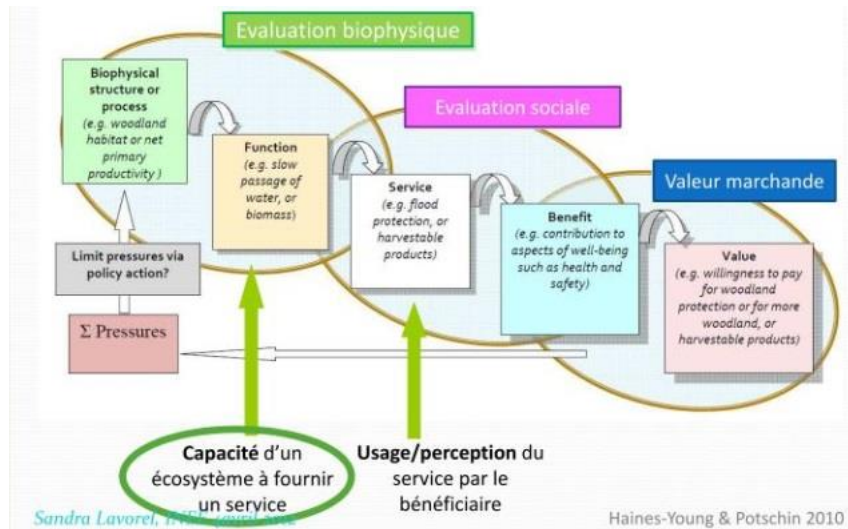 Evaluation biophysique
Biophysical
structure or
process
(e.g. woodland
habitat or net
primary
productivity )
Evaluation sociale
Function
(e.g. slow
passage of
water, or
biomass)
Valeur marchande
Service
(e.g. flood
protection, or
harvestable
products)
Benefit
(e.g. contribution to
aspects of well-being
such as health and
safety)
Value
(e.g. willingness to pay
for woodland
protection or for more
woodland, or
harvestable products)
Limit pressures via
policy action?
Σ Pressures
Capacité d’un
écosystème à fournir
un service
Usage/perception du
service par le
bénéficiaire
Sandra Lavorel,
Haines-Young & Potschin 2010